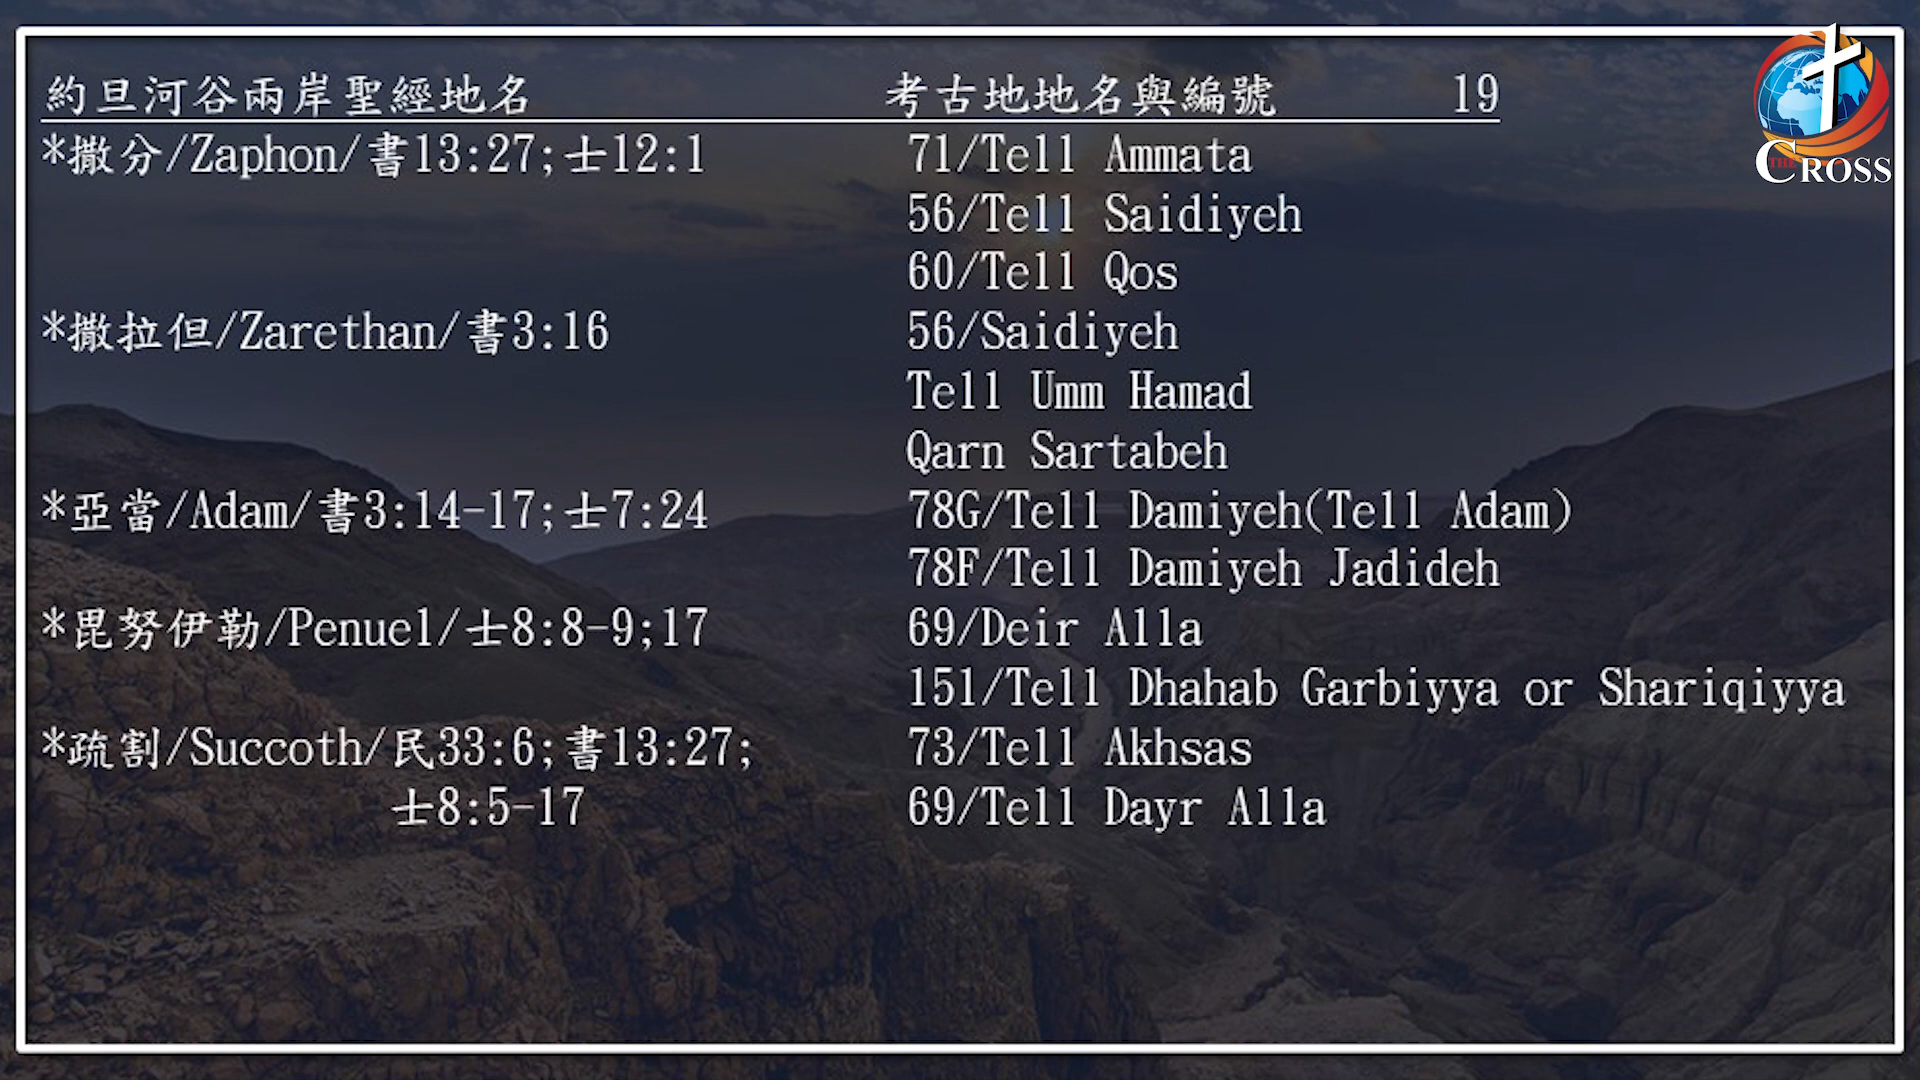 約旦河谷兩岸聖經地名 考古地地名與編號 19
*撒分/Zaphon/書13:27;士12:1 71/Tell Ammata
56/Tell Saidiyeh
60/Tell Qos
*撒拉但/Zarethan/書3:16 56/Saidiyeh
Tell Umm Hamad
Qarn Sartabeh
*亞當/Adam/書3:14-17;士7:24 78G/Tell Damiyeh(Tell Adam)
78F/Tell Damiyeh Jadideh
*毘努伊勒/Penuel/士8:8-9;17 69/Deir Alla
151/Tell Dhahab Garbiyya or Shariqiyya
*疏割/Succoth/民33:6;書13:27; 73/Tell Akhsas
士8:5-17 69/Tell Dayr Alla
THE CROSS